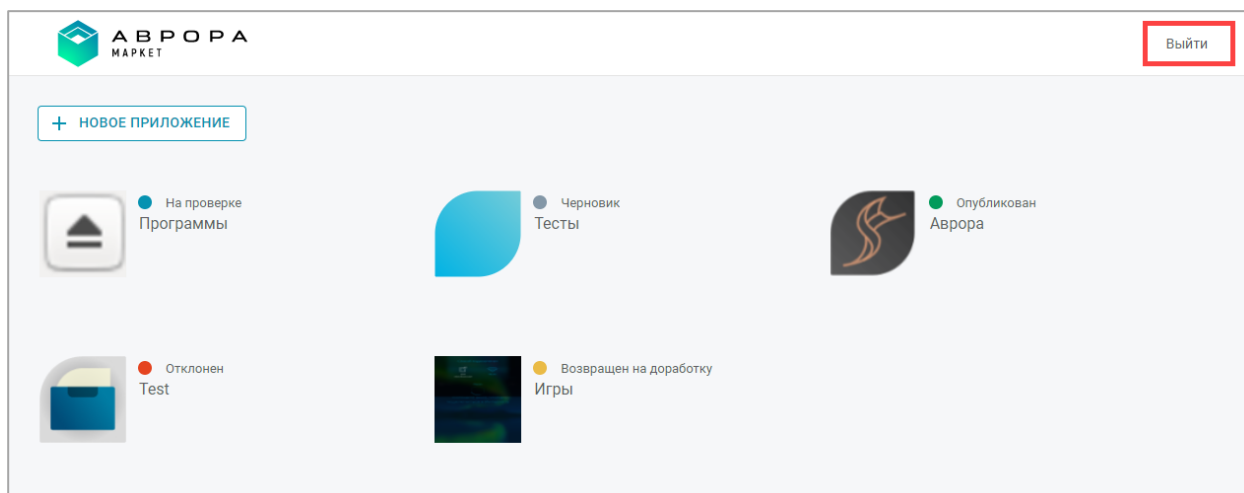 АВРОРА
МАРКЕТ
Выйти
НОВОЕ ПРИЛОЖЕНИЕ
На проверке
Программы
Черновик
Тесты
Опубликован
Аврора
Отклонен
Test
Возвращен на доработку
Игры